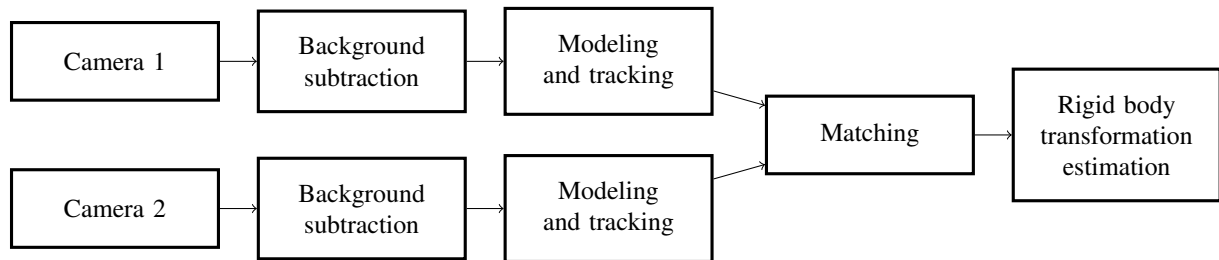 Camera 1
Background
subtraction
Modeling
and tracking
Camera 2
Background
subtraction
Modeling
and tracking
Matching
Rigid body
transformation
estimation